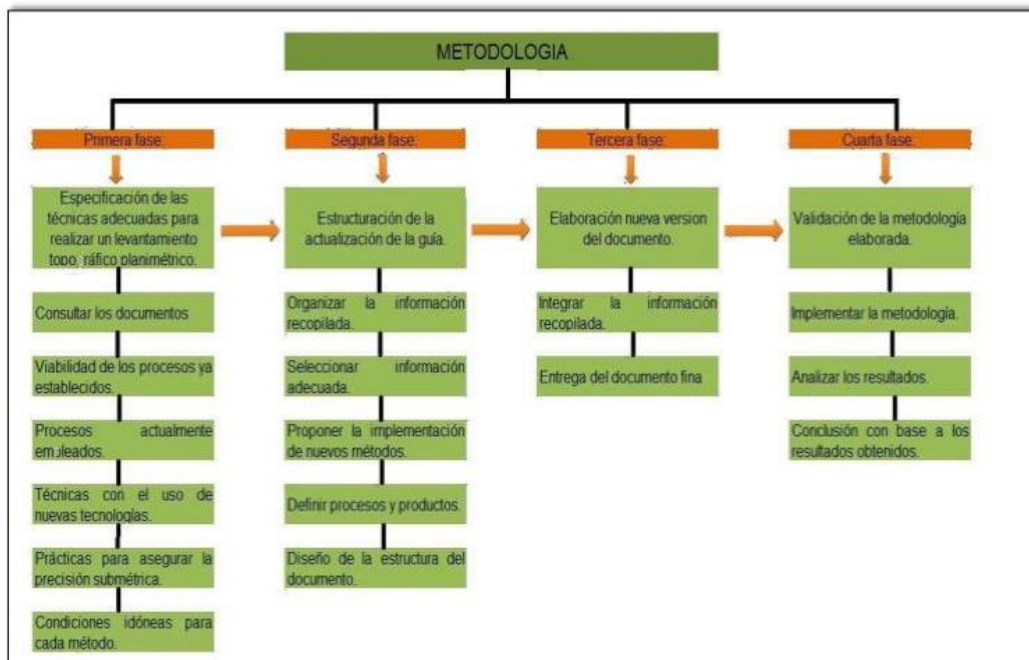 METODOLOGIA
Primera fase:
Especificación de las
técnicas adecuadas para
realizar un levantamiento
topo ráfico planimétrico.
Consultar los documentos
Viabilidad de los procesos ya
establecidos.
Procesos actualmente
em leados.
Técnicas con el uso de
nuevas tecnologías.
Prácticas para asegurar la
precisión submétrica.
Condiciones idóneas para
cada método.
Segunda fase:
Estructuración de la
actualización de la guía.
Organizar la información
recopilada.
Seleccionar información
adecuada.
Proponer la implementación
de nuevos métodos.
Definir procesos y productos.
Diseño de la estructura del
documento.
Tercera fase:
Elaboración nueva version
del documento.
Integrar la información
recopilada.
Entrega del documento fina
Cuarta fase:
Validación de la metodología
elaborada.
Implementar la metodología.
Analizar los resultados.
Conclusión con base a los
resultados obtenidos.